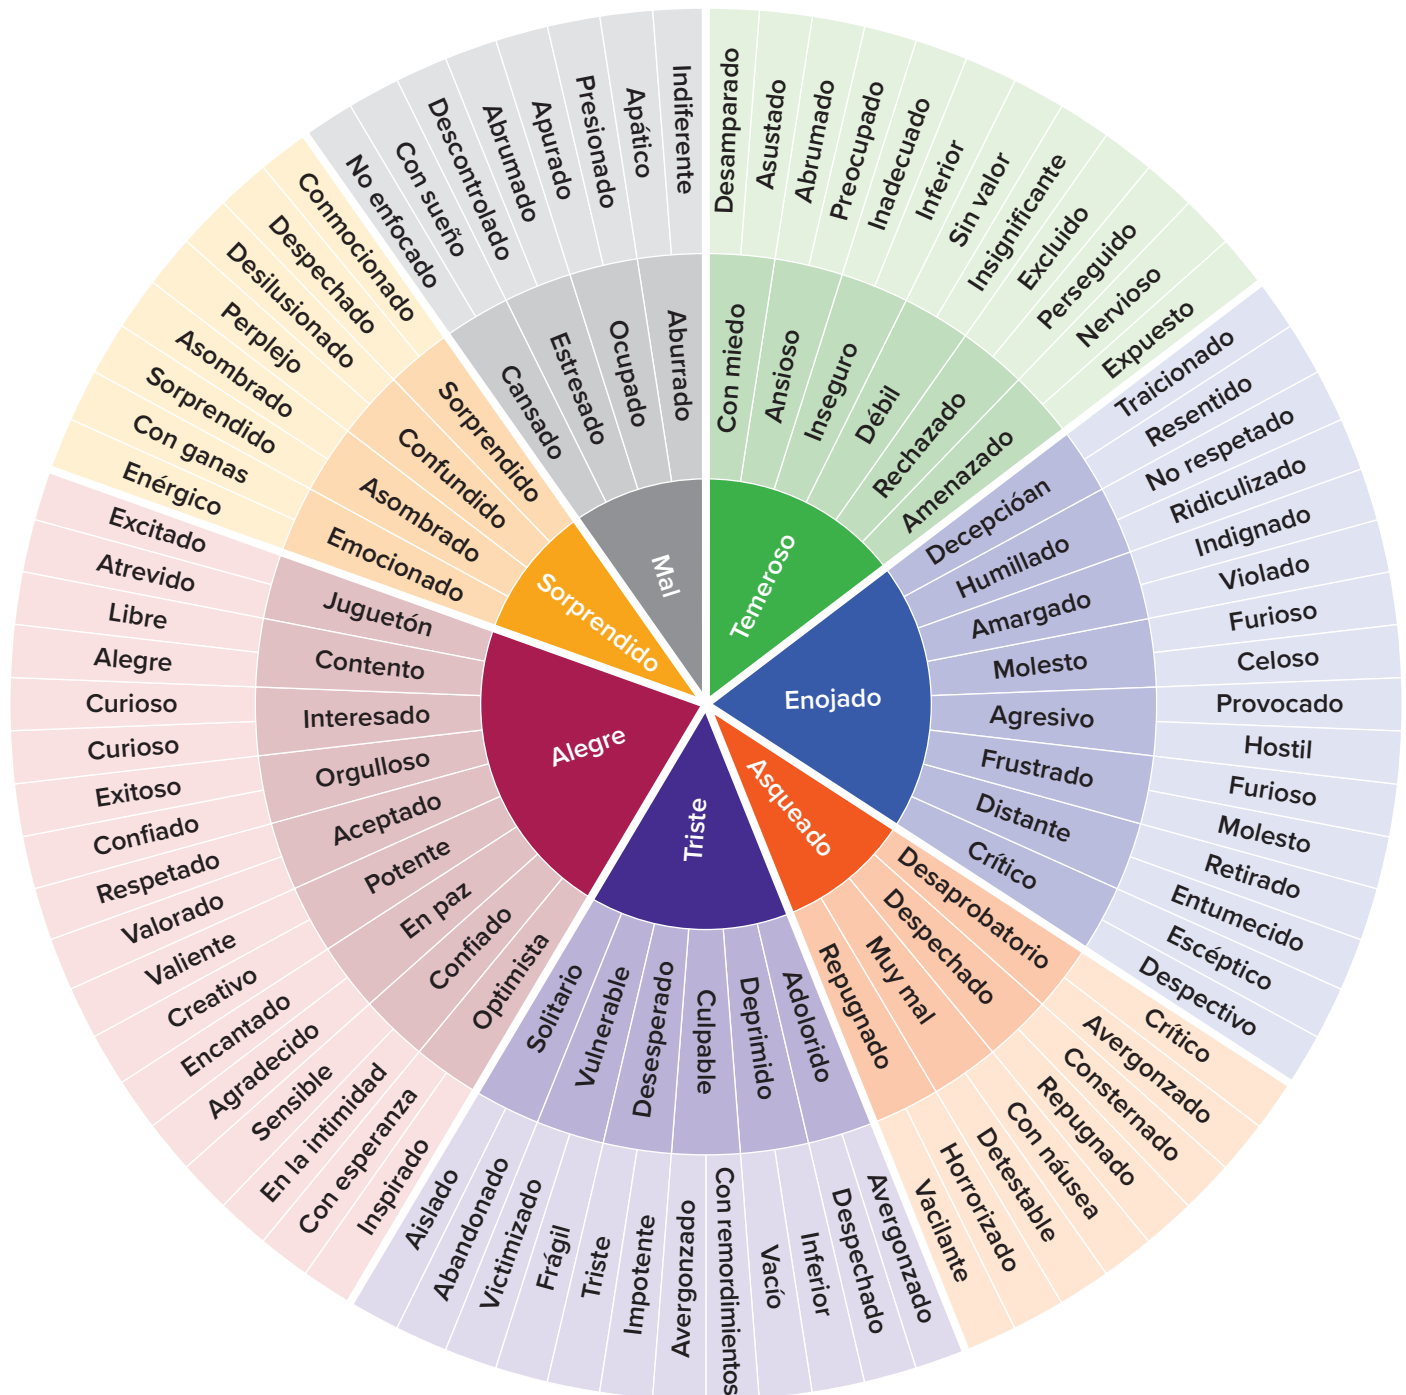 Temeroso
Enojado
Asqueado
Triste
Alegre
Sorprendido
Mal
Con miedo
Ansioso
Inseguro
Débil
Rechazado
Amenazado
Decepcióan
Humillado
Amargado
Molesto
Agresivo
Frustrado
Distante
Crítico
Desaprobatorio
Despechado
Muy mal
Repugnado
Adolorido
Deprimido
Culpable
Desesperado
Vulnerable
Solitario
Optimista
Confiado
En paz
Potente
Aceptado
Orgulloso
Interesado
Contento
Juguetón
Emocionado
Asombrado
Confundido
Sorprendido
Cansado
Estresado
Ocupado
Aburrado
Desamparado
Asustado
Abrumado
Preocupado
Inadecuado
Inferior
Sin valor
Insignificante
Excluido
Perseguido
Nervioso
Expuesto
Traicionado
Resentido
No respetado
Ridiculizado
Indignado
Violado
Furioso
Celoso
Provocado
Hostil
Furioso
Molesto
Retirado
Entumecido
Escéptico
Despectivo
Crítico
Avergonzado
Consternado
Repugnado
Con náusea
Detestable
Horrorizado
Vacilante
Avergonzado
Despechado
Inferior
Vacío
Con remordimientos
Avergonzado
Impotente
Triste
Frágil
Victimizado
Abandonado
Aislado
Inspirado
Con esperanza
En la intimidad
Sensible
Agradecido
Encantado
Creativo
Valiente
Valorado
Respetado
Confiado
Exitoso
Curioso
Curioso
Alegre
Libre
Atrevido
Excitado
Enérgico
Con ganas
Sorprendido
Asombrado
Perplejo
Desilusionado
Despechado
Conmocionado
No enfocado
Con sueño
Descontrolado
Abrumado
Apurado
Presionado
Apático
Indiferente